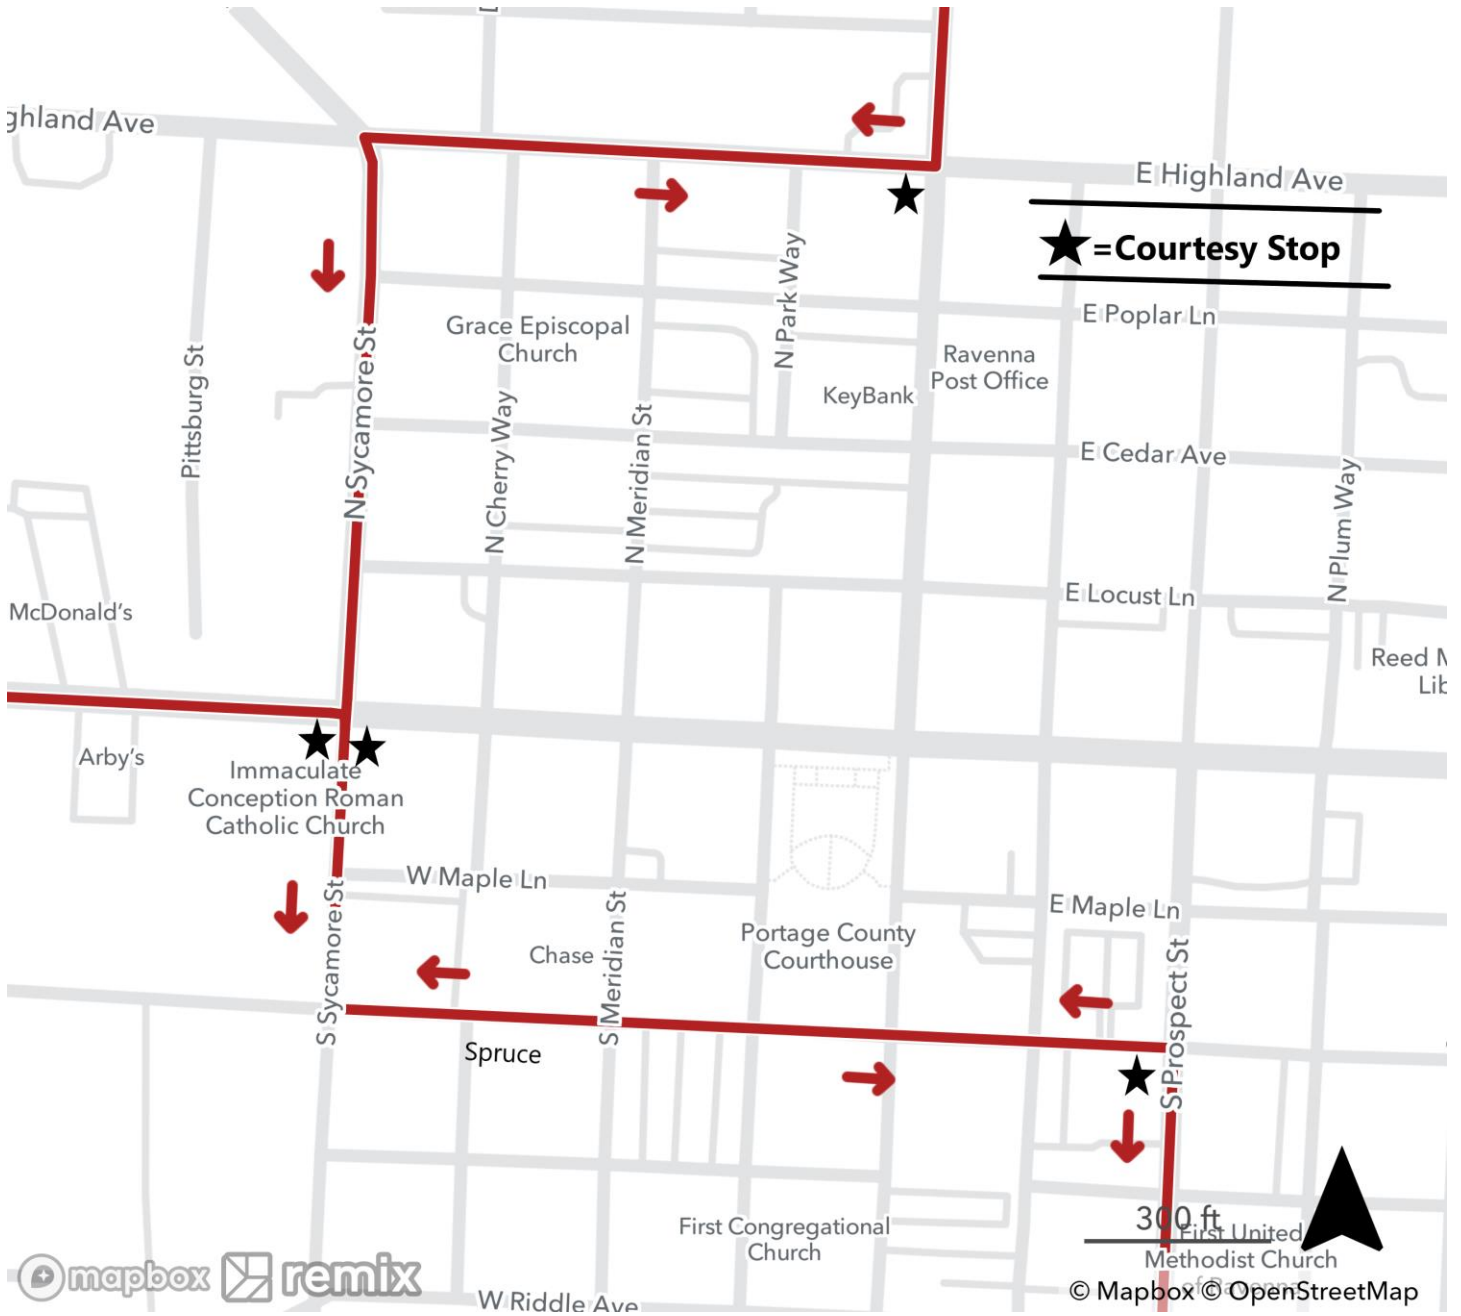 ghland Ave
E Highland Ave
★=Courtesy Stop
N Park Way
E Poplar Ln
Grace Episcopal
Church
Ravenna
Post Office
KeyBank
Pittsburg St
N Sycamore St
N Cherry Way
N Meridian St
E Cedar Ave
N Plum Way
E Locust Ln
McDonald's
Reed M
Lib
Arby's
Immaculate
Conception Roman
Catholic Church
W Maple Ln
E Maple Ln
S Sycamore St
Chase
S Meridian St
Portage County
Courthouse
S Prospect St
Spruce
First Congregational
Church
300 ft
First United
Methodist Church
of Ravenna
mapbox remix
© Mapbox © OpenStreetMap
W Riddle Ave